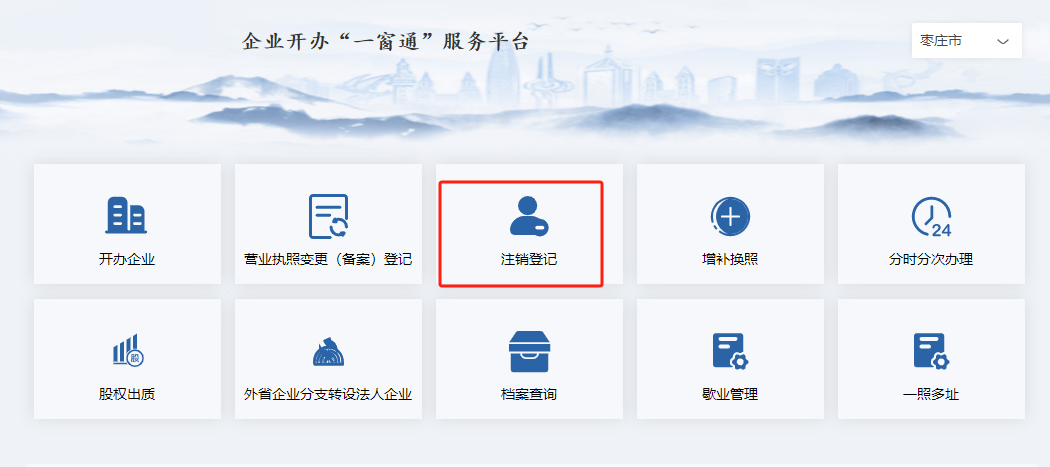 企业开办“一窗通”服务平台
枣庄市
开办企业
营业执照变更（备案）登记
注销登记
增补换照
24
分时分次办理
股
股权出质
外省企业分支转设法人企业
档案查询
歇业管理
一照多址